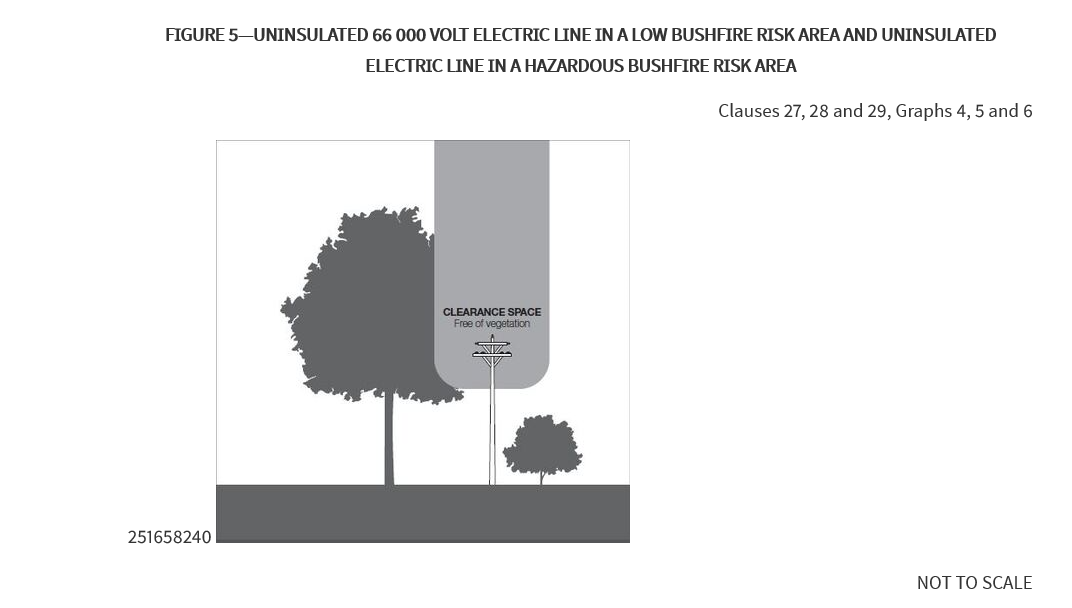 FIGURE 5—UNINSULATED 66 000 VOLT ELECTRIC LINE IN A LOW BUSHFIRE RISK AREA AND UNINSULATED
ELECTRIC LINE IN A HAZARDOUS BUSHFIRE RISK AREA
Clauses 27, 28 and 29, Graphs 4, 5 and 6
CLEARANCE SPACE
Free of vegetation
251658240
NOT TO SCALE